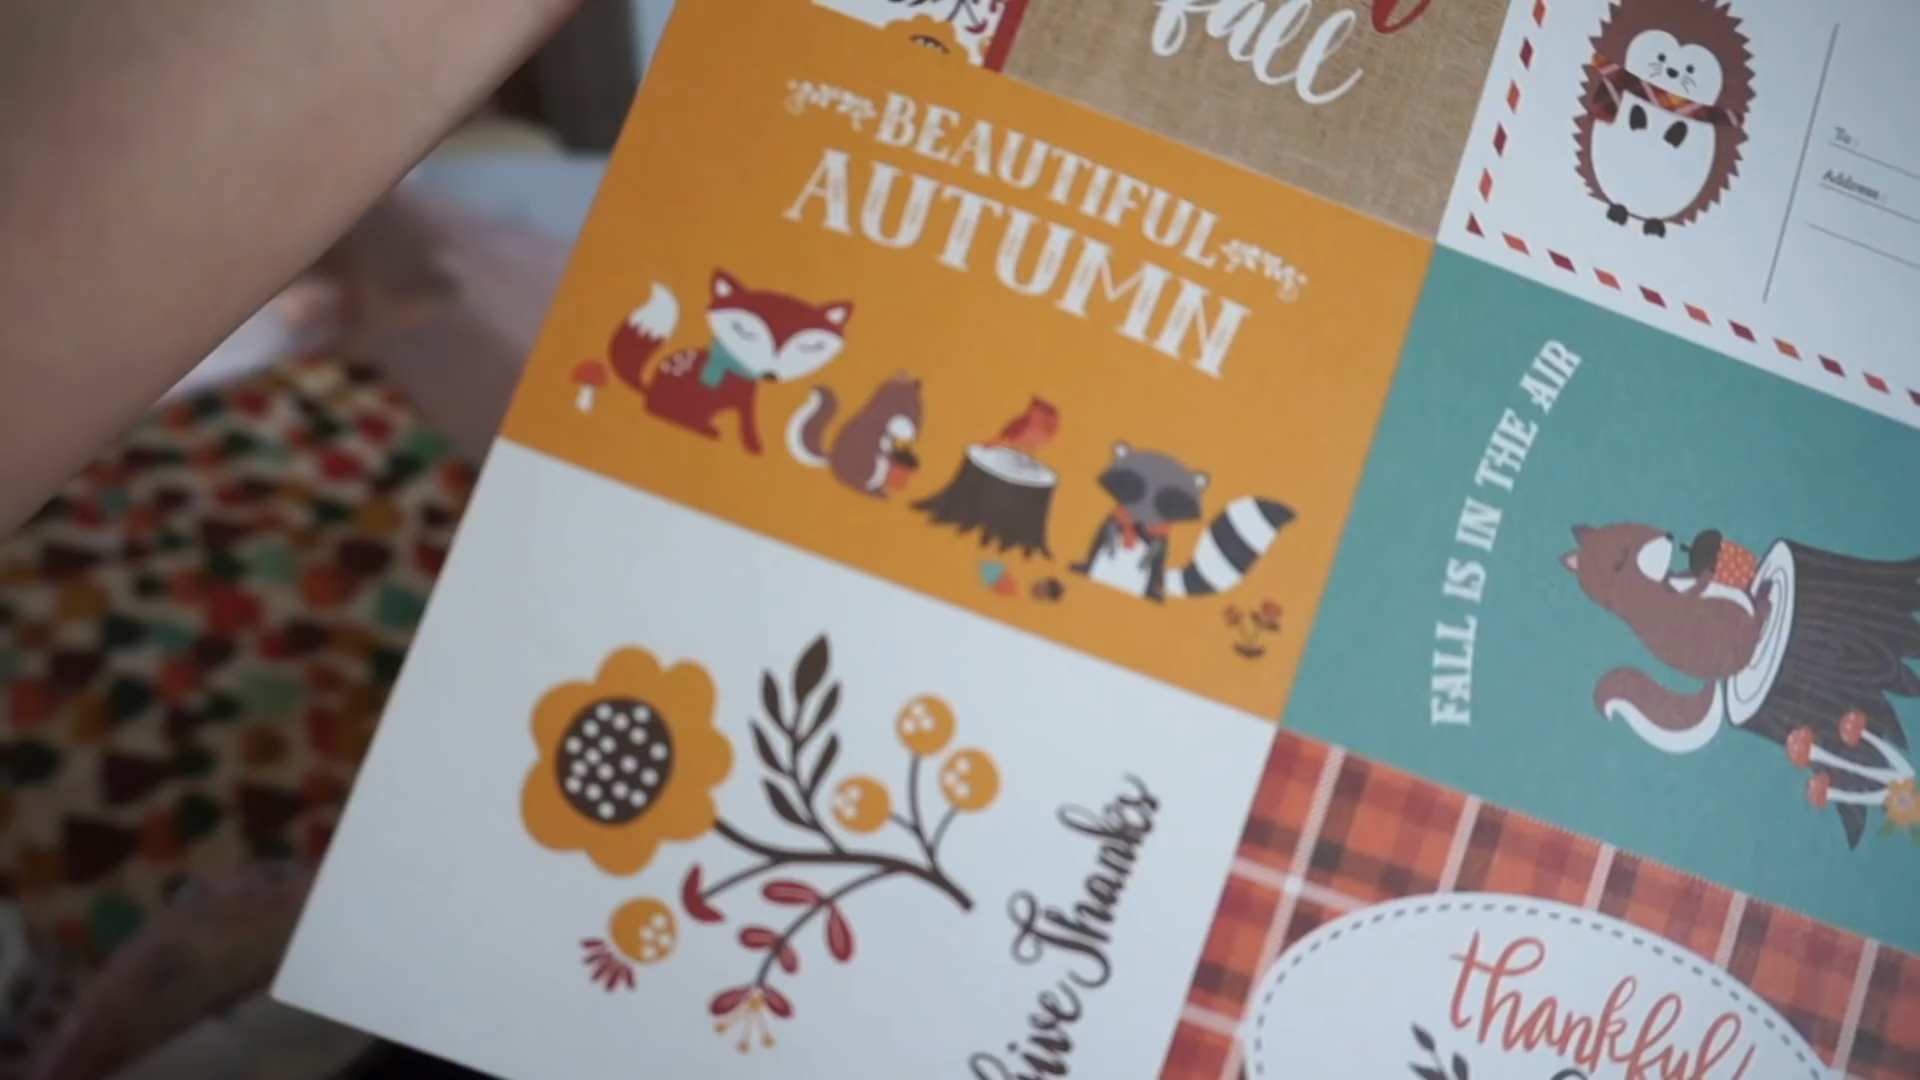 fall
BEAUTIFUL
AUTUMN
To:
Address:
FALL IS IN THE AIR
Give Thanks
thankful